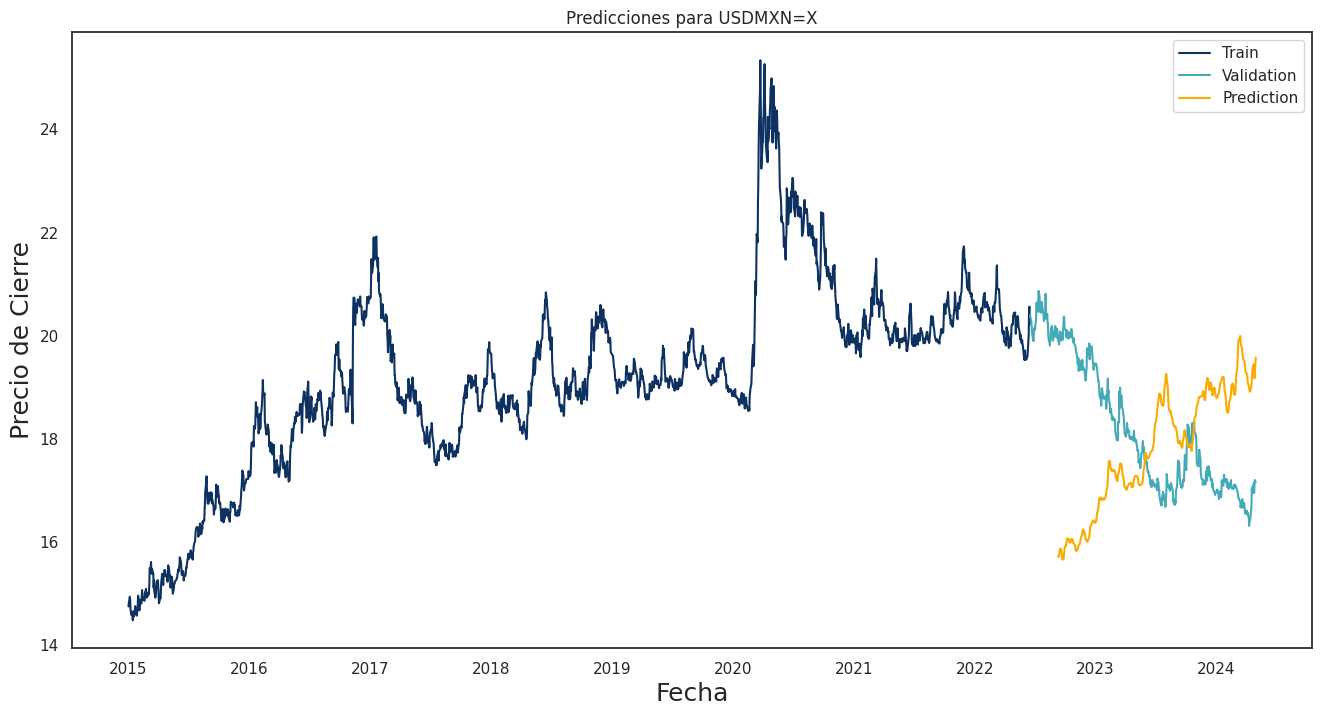 Predicciones para USDMXN=X
Train
Validation
Prediction
Precio de Cierre
24
22
20
18
16
14
2015 2016 2017 2018 2019 2020 2021 2022 2023 2024
Fecha